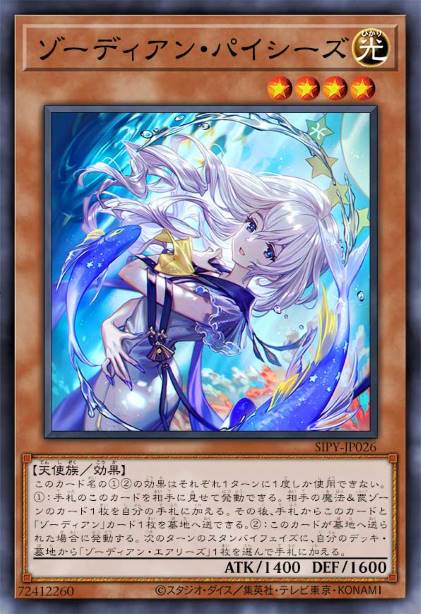 ゾーディアン・パイシーズ
光
SIPY-JP026
【天使族／効果】
このカード名の①②の効果はそれぞれ1ターンに1度しか使用できない。
①：手札のこのカードを相手に見せて発動できる。相手の魔法&罠ゾ
ーンのカード1枚を自分の手札に加える。その後、手札からこのカードと
「ゾーディアン」カード1枚を墓地へ送できる。②：このカードが墓地へ送ら
れた場合に発動する。次のターンのスタンバイフェイズに、自分のデッキ・
墓地から「ゾーディアン・エアリーズ」1枚を選んで手札に加える。
ATK/1400 DEF/1600
72412260
©スタジオ・ダイス／集英社・テレビ東京・KONAMI